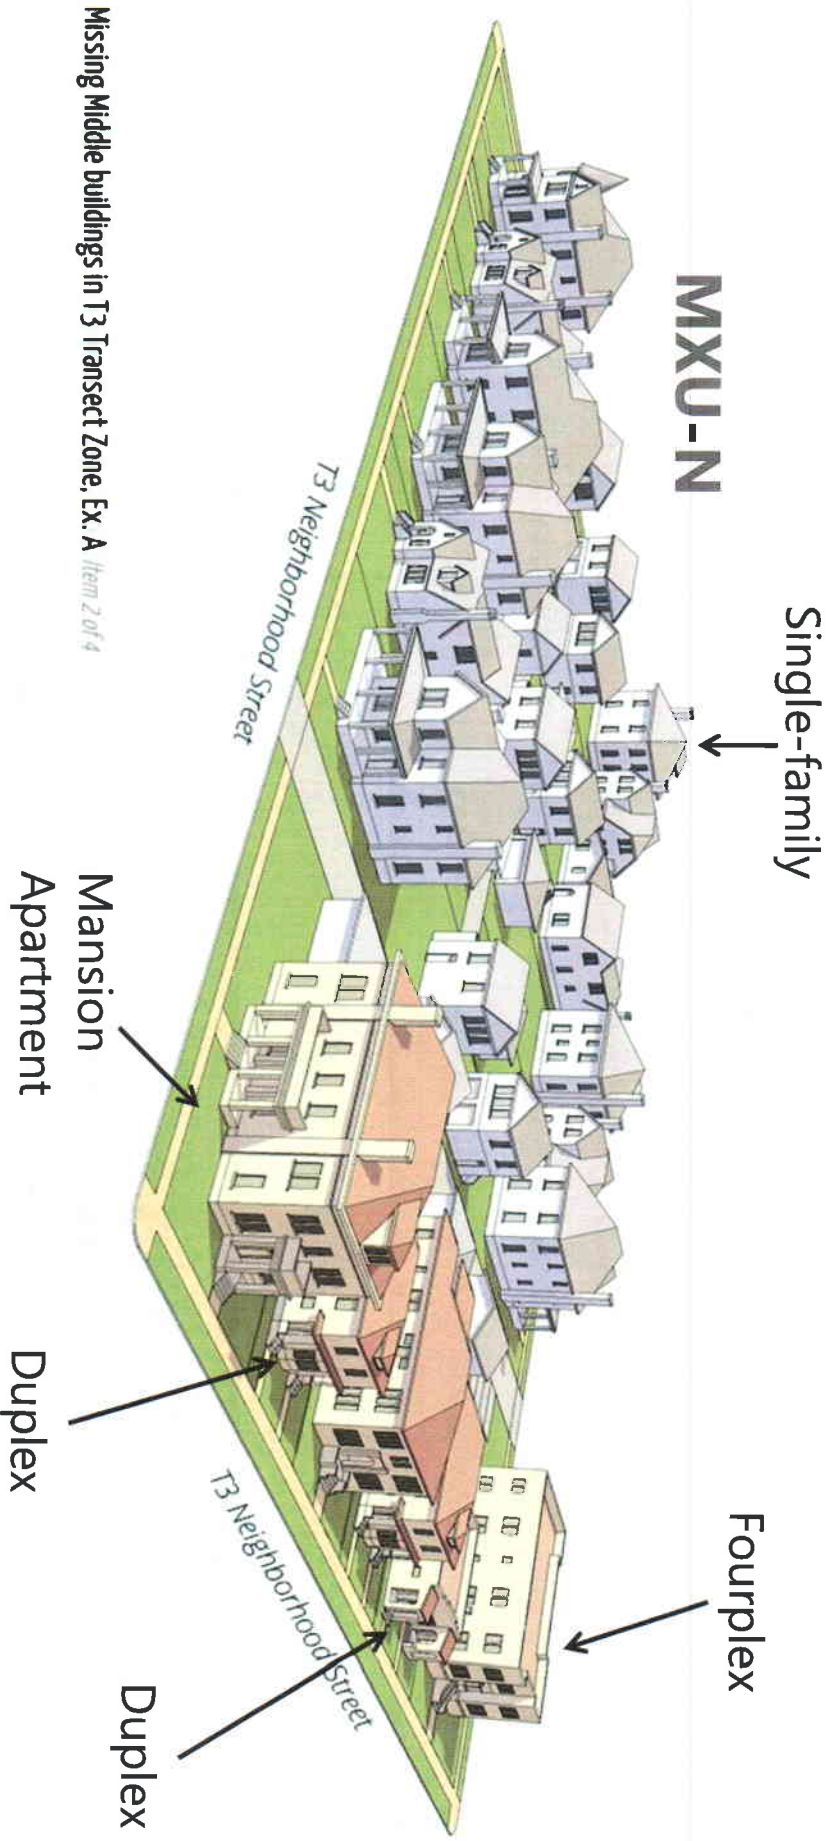 MXU-N
Single-family
Fourplex
T3 Neighborhood Street
T3 Neighborhood Street
Mansion
Apartment
Duplex
Duplex
Missing Middle buildings in T3 Transect Zone, Ex. A Item 2 of 4